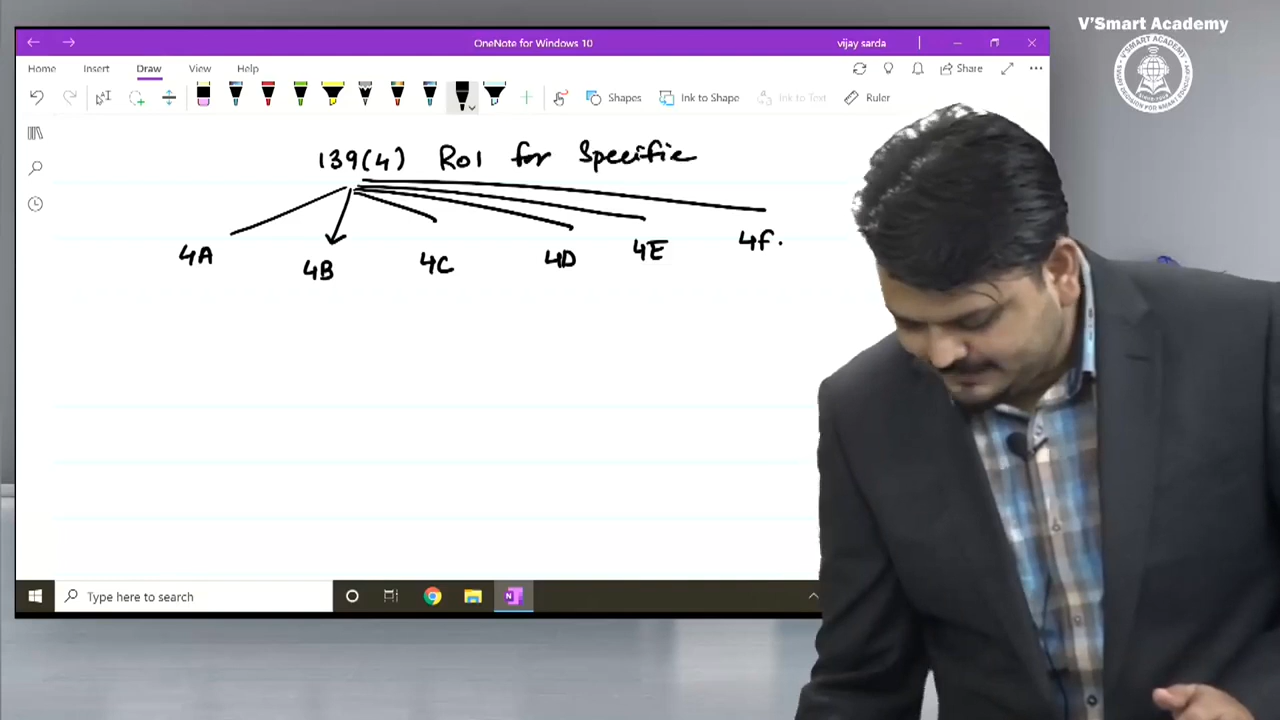 V'Smart Academy
OneNote for Windows 10
vijay sarda
Home Insert Draw View Help
Share
Shapes
Ink to Shape
Ink to Text
Ruler
139(4) RoI for Specific
4A 4B 4C 4D 4E 4F.
Type here to search